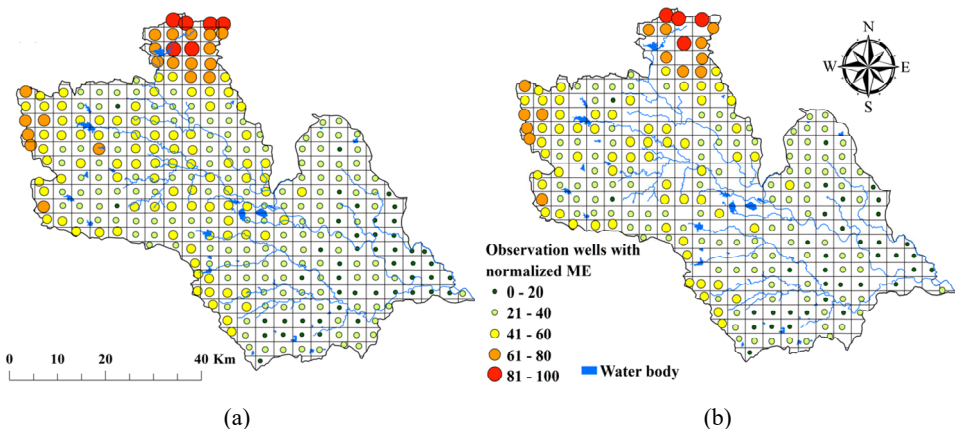 N
W E
S
Observation wells with
normalized ME
0 - 20
21 - 40
41 - 60
61 - 80
81 - 100
Water body
0 10 20 40 Km
(a) (b)